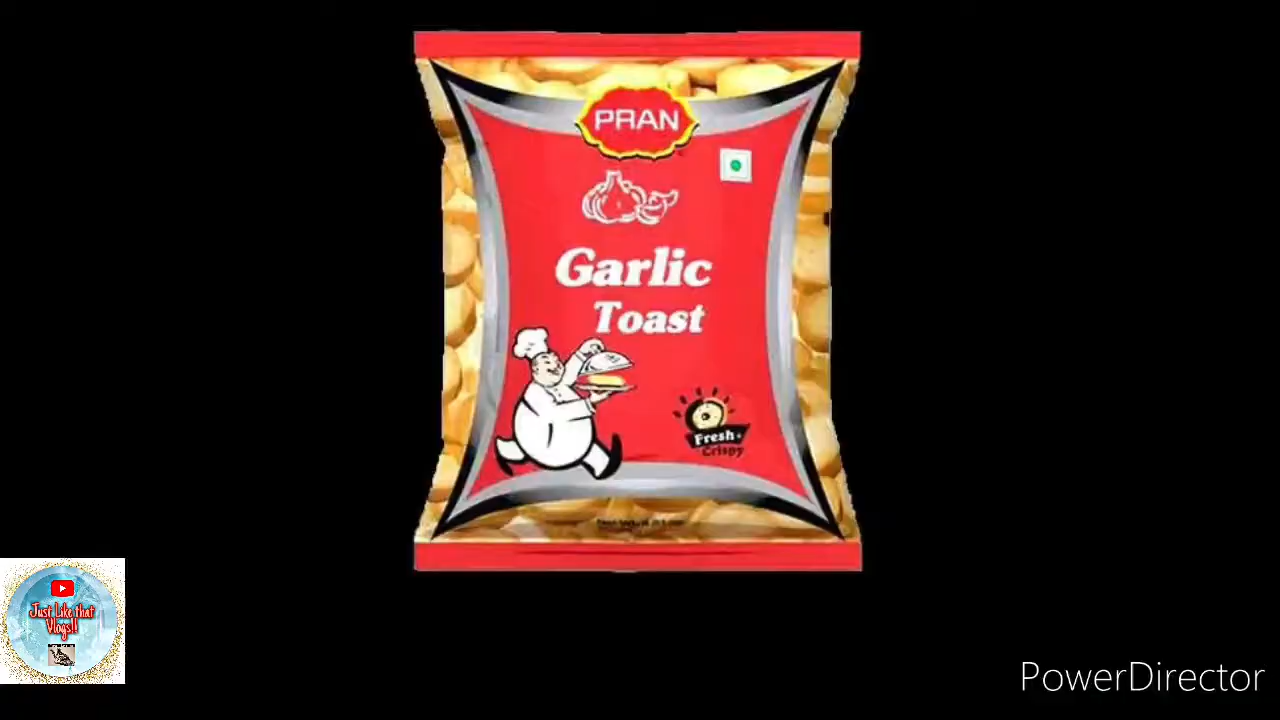 PRAN
Garlic
Toast
Fresh
Crispy
Just Like that
Vlogs!!
PowerDirector